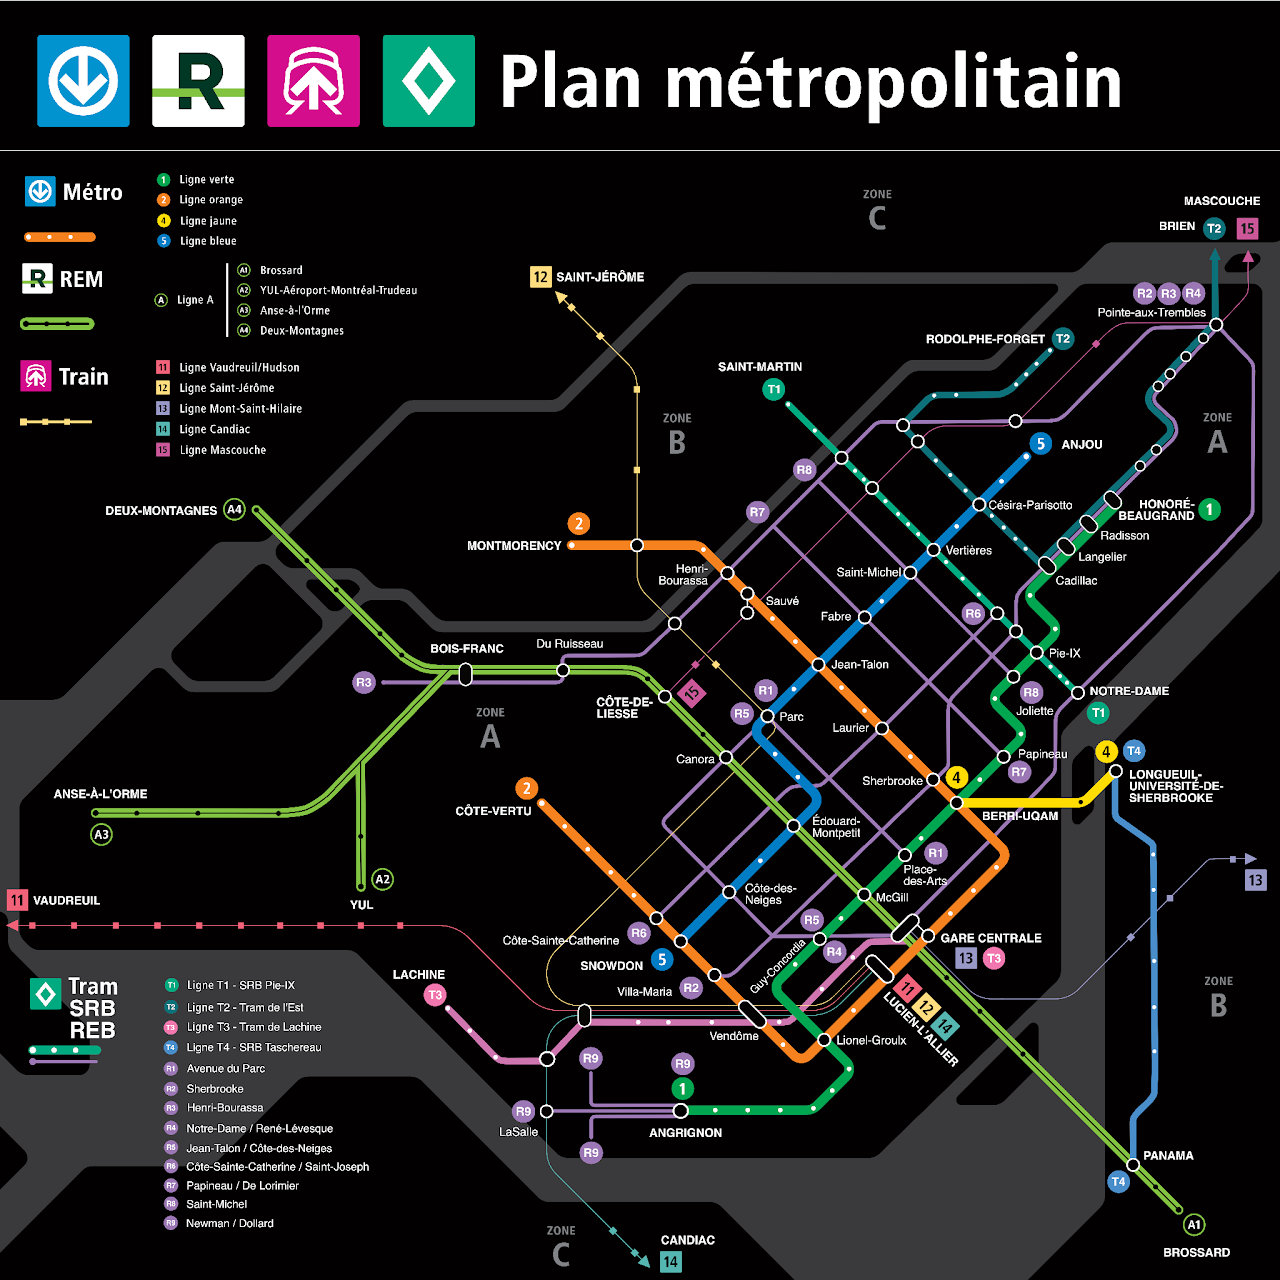 R
Plan métropolitain
Métro
1 Ligne verte
2 Ligne orange
4 Ligne jaune
5 Ligne bleue
R REM
A Ligne A
A1 Brossard
A2 YUL-Aéroport-Montréal-Trudeau
A3 Anse-à-l'Orme
A4 Deux-Montagnes
Train
11 Ligne Vaudreuil/Hudson
12 Ligne Saint-Jérôme
13 Ligne Mont-Saint-Hilaire
14 Ligne Candiac
15 Ligne Mascouche
ZONE
C
MASCOUCHE
BRIEN T2 15
12 SAINT-JÉRÔME
R2 R3 R4
Pointe-aux-Trembles
RODOLPHE-FORGET T2
SAINT-MARTIN
T1
ZONE
B
ZONE
A
5 ANJOU
R8
R7
DEUX-MONTAGNES A4
Césira-Parisotto
HONORÉ-
BEAUGRAND 1
Radisson
Langelier
Cadillac
2
MONTMORENCY
Vertières
Henri-
Bourassa
Saint-Michel
Sauvé
Fabre
R6
BOIS-FRANC
Du Ruisseau
Jean-Talon
Pie-IX
R3
CÔTE-DE-
LIESSE
15
R1
R5
Parc
R8
Joliette
NOTRE-DAME
T1
ZONE
A
Laurier
Canora
Papineau
R7
4 T4
Sherbrooke
4
LONGUEUIL-
UNIVERSITÉ-DE-
SHERBROOKE
ANSE-À-L'ORME
A3
2
CÔTE-VERTU
BERRI-UQAM
Édouard-
Montpetit
R1
Place-
des-Arts
13
A2
YUL
11 VAUDREUIL
Côte-des-
Neiges
McGill
R6
R5
R4
Côte-Sainte-Catherine
SNOWDON 5
Guy-Concordia
GARE CENTRALE
13 T3
LACHINE
T3
Villa-Maria R2
11
12
14
LUCIEN-L'ALLIER
ZONE
B
Vendôme
Lionel-Groulx
R9
R9
1
R9
LaSalle
ANGRIGNON
R9
PANAMA
T4
A1
BROSSARD
ZONE
C
CANDIAC
14
Tram
SRB
REB
T1 Ligne T1 - SRB Pie-IX
T2 Ligne T2 - Tram de l'Est
T3 Ligne T3 - Tram de Lachine
T4 Ligne T4 - SRB Taschereau
R1 Avenue du Parc
R2 Sherbrooke
R3 Henri-Bourassa
R4 Notre-Dame / René-Lévesque
R5 Jean-Talon / Côte-des-Neiges
R6 Côte-Sainte-Catherine / Saint-Joseph
R7 Papineau / De Lorimier
R8 Saint-Michel
R9 Newman / Dollard